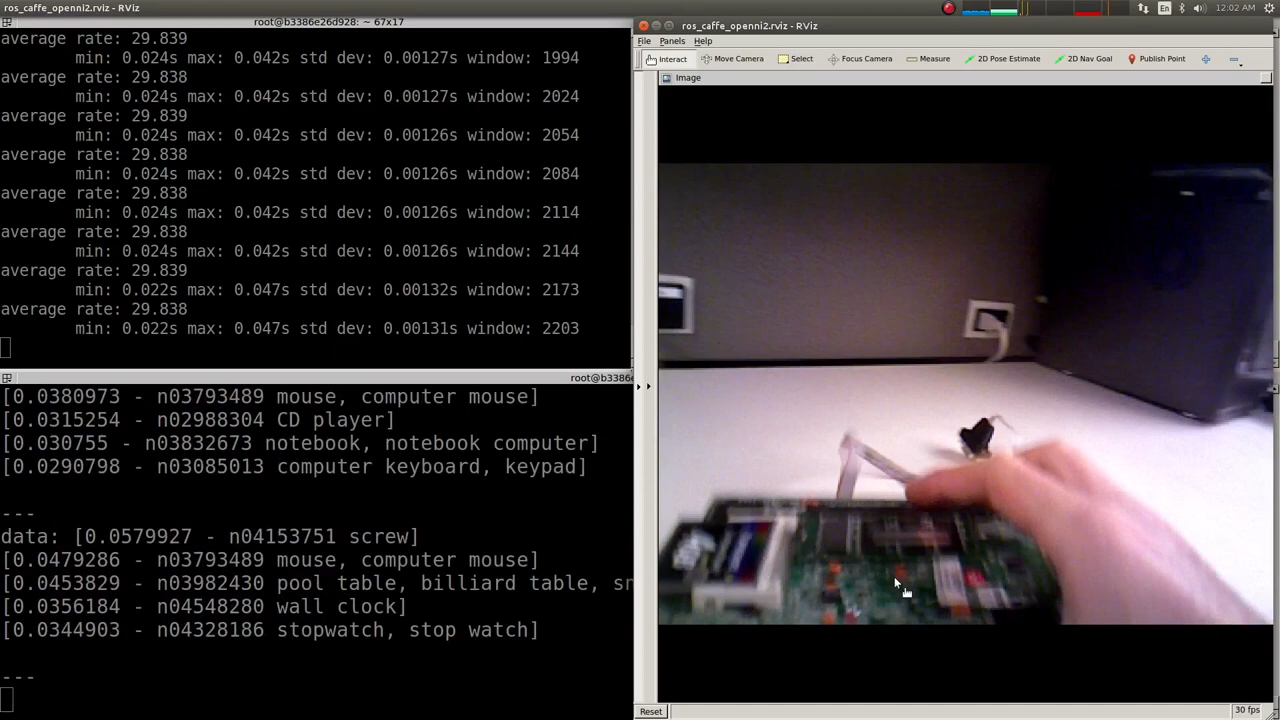 ros_caffe_openni2.rviz - RViz
En
12:02 AM
root@b3386e26d928: ~ 67x17
average rate: 29.839
min: 0.024s max: 0.042s std dev: 0.00127s window: 1994
average rate: 29.838
min: 0.024s max: 0.042s std dev: 0.00127s window: 2024
average rate: 29.839
min: 0.024s max: 0.042s std dev: 0.00126s window: 2054
average rate: 29.838
min: 0.024s max: 0.042s std dev: 0.00126s window: 2084
average rate: 29.838
min: 0.024s max: 0.042s std dev: 0.00126s window: 2114
average rate: 29.838
min: 0.024s max: 0.042s std dev: 0.00126s window: 2144
average rate: 29.839
min: 0.022s max: 0.047s std dev: 0.00132s window: 2173
average rate: 29.838
min: 0.022s max: 0.047s std dev: 0.00131s window: 2203
root@b3386e
[0.0380973 - n03793489 mouse, computer mouse]
[0.0315254 - n02988304 CD player]
[0.030755 - n03832673 notebook, notebook computer]
[0.0290798 - n03085013 computer keyboard, keypad]
---
data: [0.0579927 - n04153751 screw]
[0.0479286 - n03793489 mouse, computer mouse]
[0.0453829 - n03982430 pool table, billiard table, sn
[0.0356184 - n04548280 wall clock]
[0.0344903 - n04328186 stopwatch, stop watch]
---
ros_caffe_openni2.rviz - RViz
File Panels Help
Interact Move Camera Select Focus Camera Measure 2D Pose Estimate 2D Nav Goal Publish Point
Image
Reset
30 fps